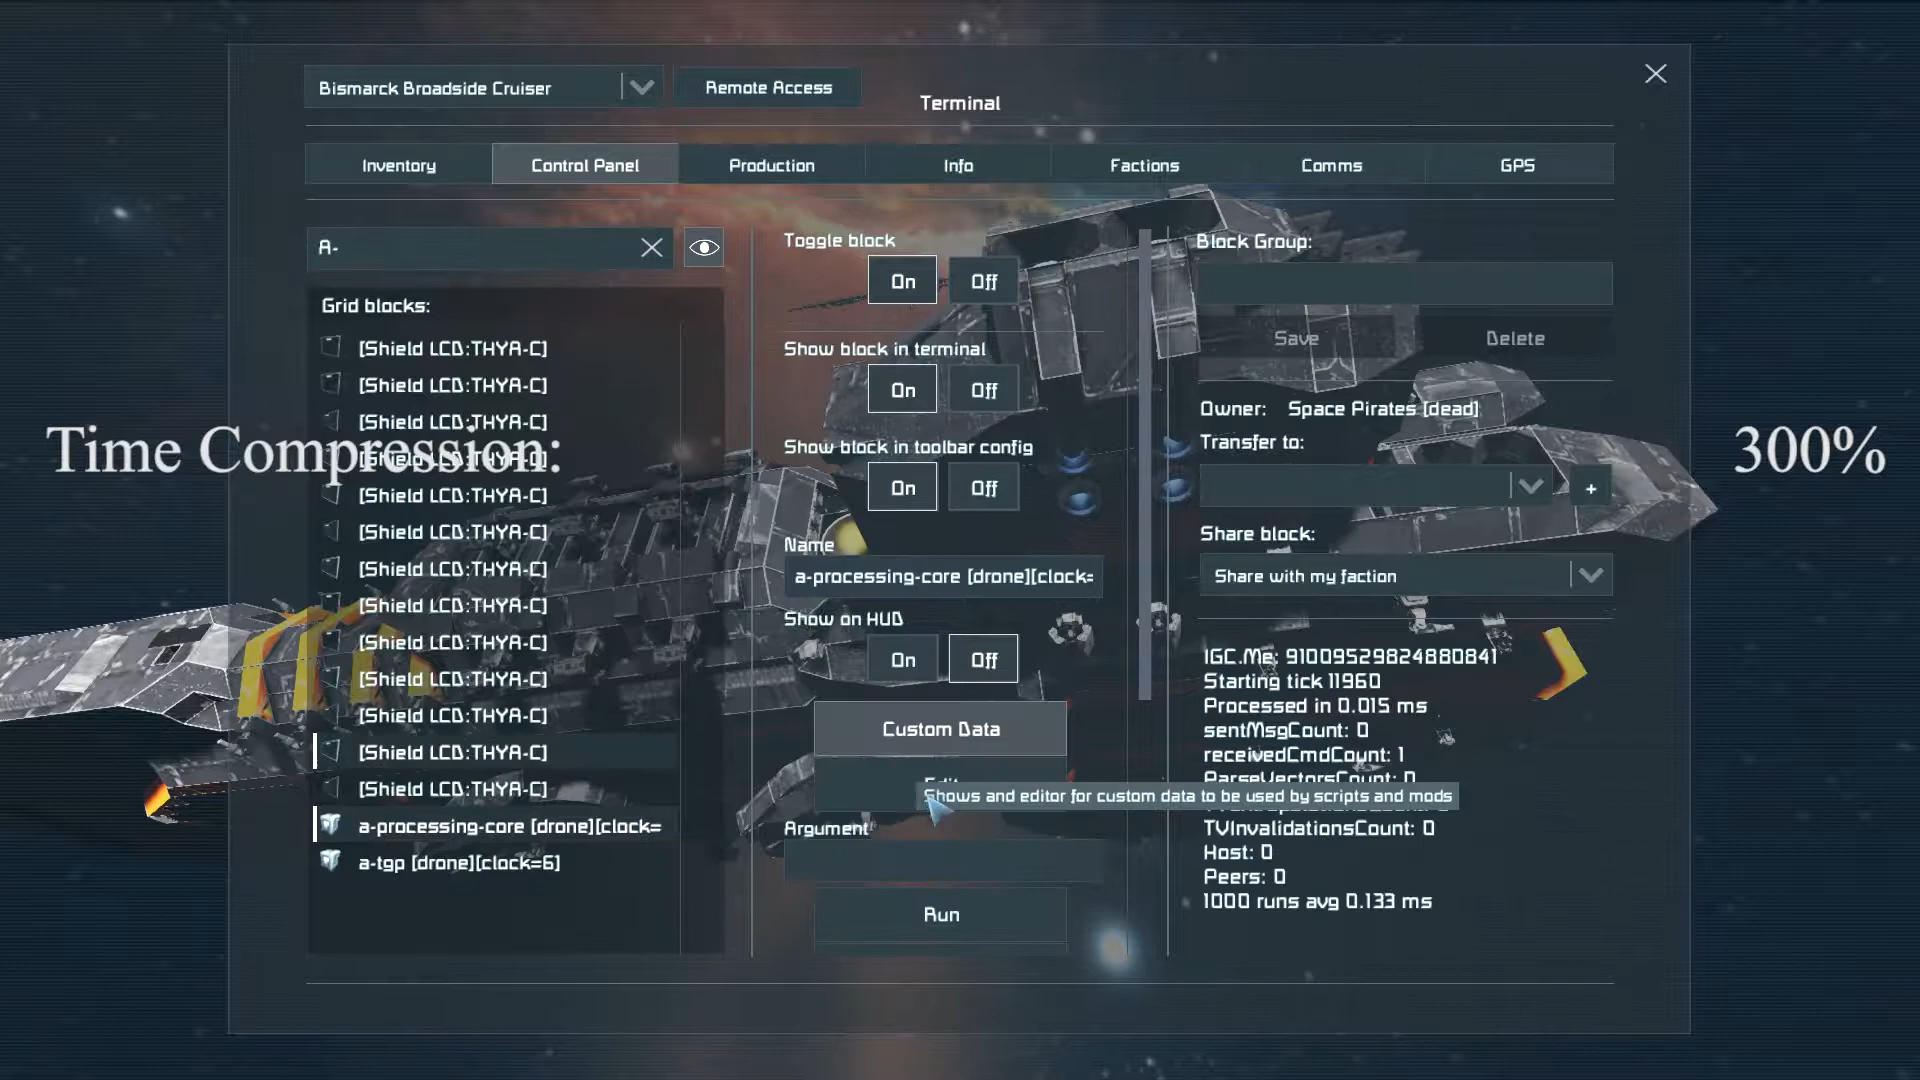 Bismarck Broadside Cruiser
Remote Access
Terminal
Inventory
Control Panel
Production
Info
Factions
Comms
GPS
A-
Grid blocks:
[Shield LCD:THYA-C]
[Shield LCD:THYA-C]
[Shield LCD:THYA-C]
[Shield LCD:THYA-C]
[Shield LCD:THYA-C]
[Shield LCD:THYA-C]
[Shield LCD:THYA-C]
[Shield LCD:THYA-C]
[Shield LCD:THYA-C]
[Shield LCD:THYA-C]
[Shield LCD:THYA-C]
[Shield LCD:THYA-C]
[Shield LCD:THYA-C]
a-processing-core [drone][clock=
a-tgp [drone][clock=6]
Time Compression:
300%
Toggle block
On Off
Show block in terminal
On Off
Show block in toolbar config
On Off
Name
a-processing-core [drone][clock=
Show on HUD
On Off
Custom Data
Edit
Shows and editor for custom data to be used by scripts and mods
Argument
Run
Block Group:
Save Delete
Owner: Space Pirates [dead]
Transfer to:
+
Share block:
Share with my faction
IGC.Me: 91009529824880841
Starting tick 11960
Processed in 0.015 ms
sentMsgCount: 0
receivedCmdCount: 1
ParseVectorsCount: 0
TVInvalidationsCount: 0
Host: 0
Peers: 0
1000 runs avg 0.133 ms